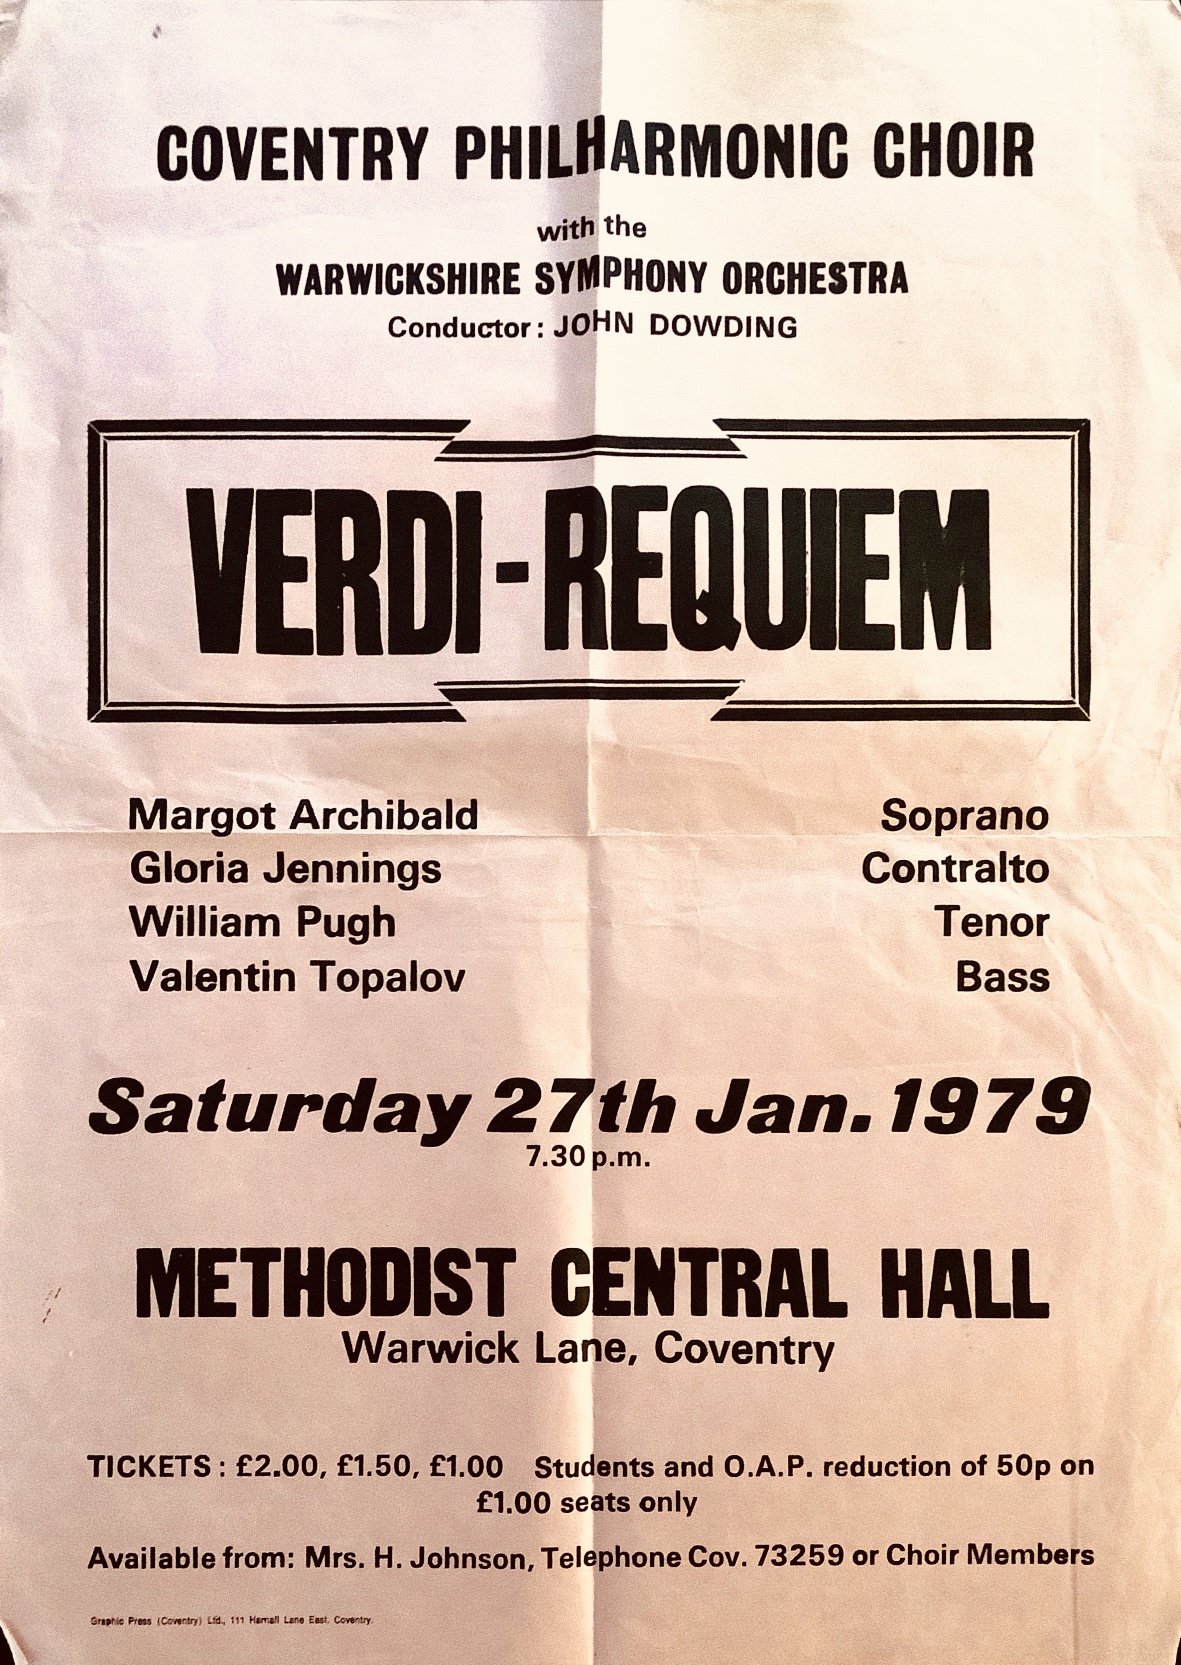 COVENTRY PHILHARMONIC CHOIR
with the
WARWICKSHIRE SYMPHONY ORCHESTRA
Conductor: JOHN DOWDING
VERDI-REQUIEM
Margot Archibald Soprano
Gloria Jennings Contralto
William Pugh Tenor
Valentin Topalov Bass
Saturday 27th Jan. 1979
7.30 p.m.
METHODIST CENTRAL HALL
Warwick Lane, Coventry
TICKETS: £2.00, £1.50, £1.00 Students and O.A.P. reduction of 50p on
£1.00 seats only
Available from: Mrs. H. Johnson, Telephone Cov. 73259 or Choir Members
Graphic Press (Coventry) Ltd., 111 Harnall Lane East, Coventry.